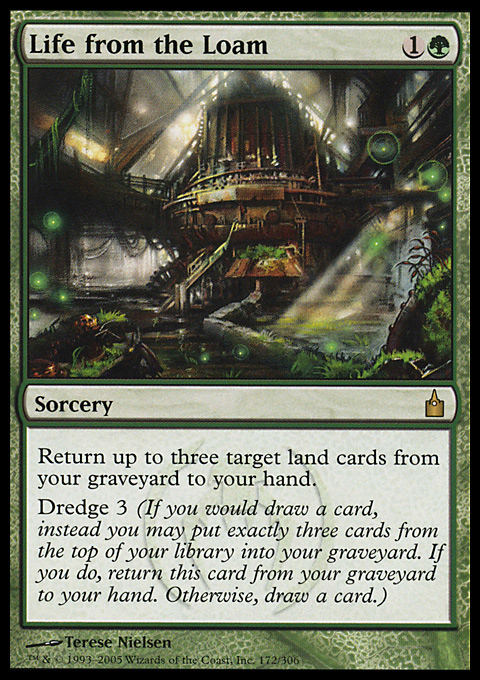 Life from the Loam 1
Sorcery
Return up to three target land cards from
your graveyard to your hand.
Dredge 3 (If you would draw a card,
instead you may put exactly three cards from
the top of your library into your graveyard. If
you do, return this card from your graveyard
to your hand. Otherwise, draw a card.)
Terese Nielsen
™ & © 1993–2005 Wizards of the Coast, Inc. 172/306